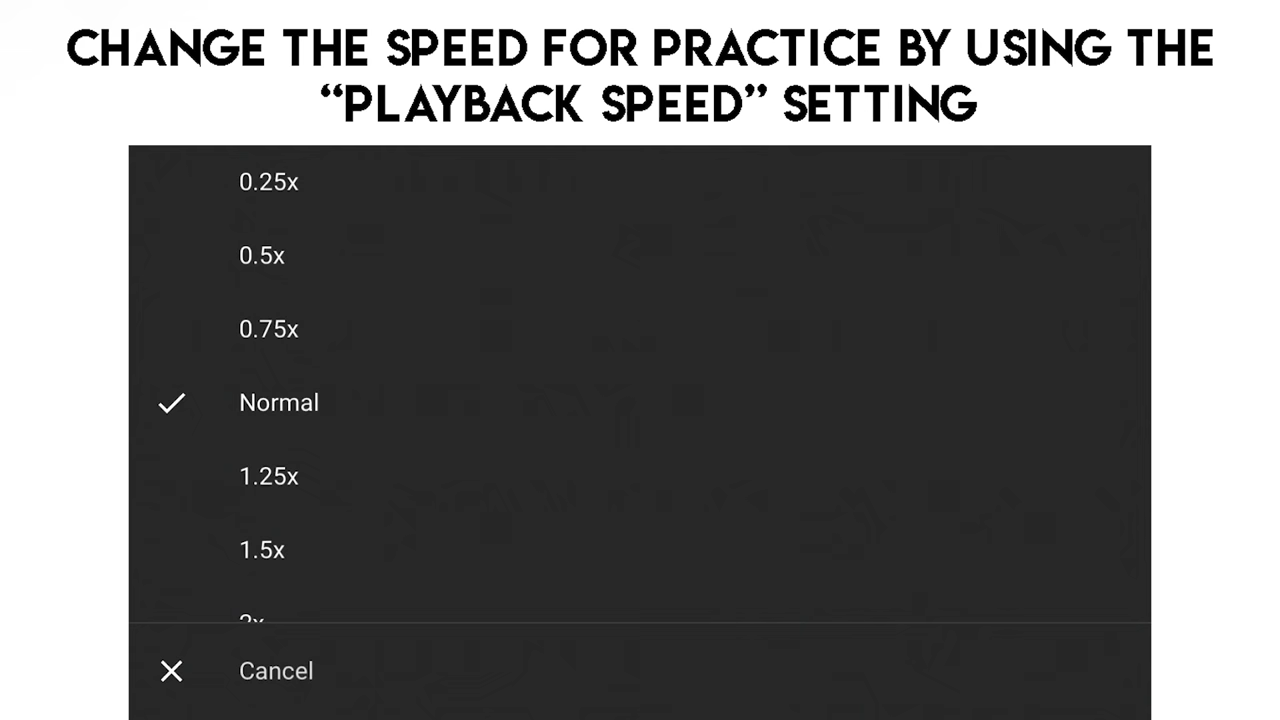 CHANGE THE SPEED FOR PRACTICE BY USING THE
“PLAYBACK SPEED” SETTING
0.25x
0.5x
0.75x
Normal
1.25x
1.5x
2x
Cancel